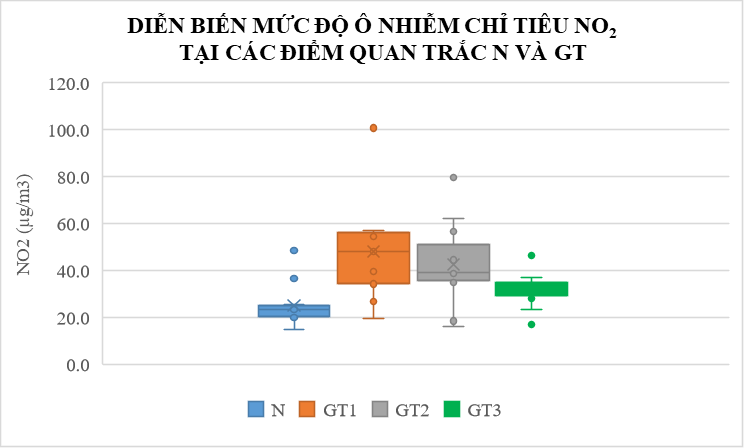 DIỄN BIẾN MỨC ĐỘ Ô NHIỄM CHỈ TIÊU NO₂
TẠI CÁC ĐIỂM QUAN TRẮC N VÀ GT
120.0
100.0
80.0
60.0
40.0
20.0
0.0
NO2 (µg/m3)
N GT1 GT2 GT3